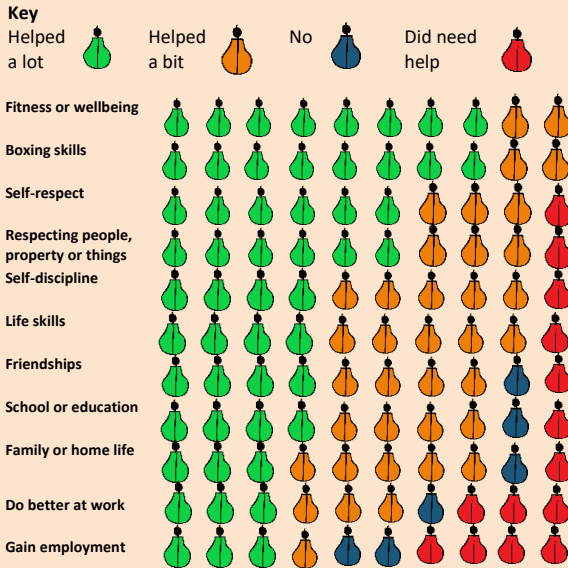 Key
Helped a lot
Helped a bit
No
Did need help
Fitness or wellbeing
Boxing skills
Self-respect
Respecting people,
property or things
Self-discipline
Life skills
Friendships
School or education
Family or home life
Do better at work
Gain employment